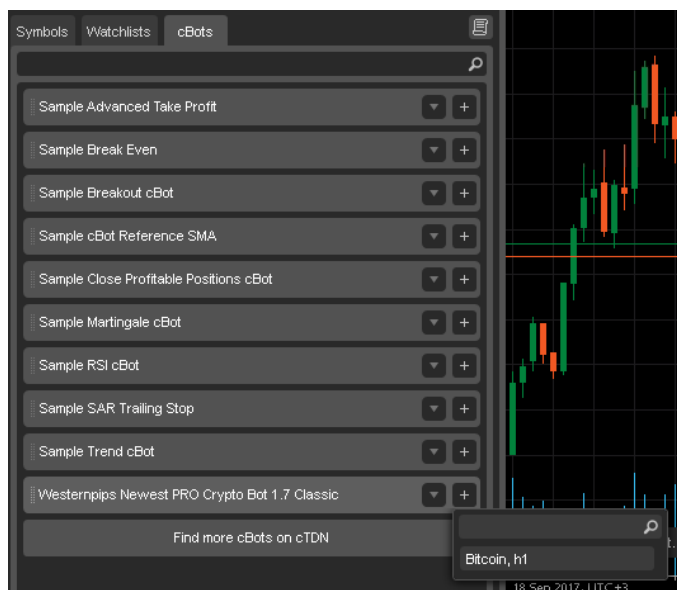 Symbols Watchlists cBots
Sample Advanced Take Profit
Sample Break Even
Sample Breakout cBot
Sample cBot Reference SMA
Sample Close Profitable Positions cBot
Sample Martingale cBot
Sample RSI cBot
Sample SAR Trailing Stop
Sample Trend cBot
Westernpips Newest PRO Crypto Bot 1.7 Classic
Find more cBots on cTDN
Bitcoin, h1
18 Sep 2017, UTC+3